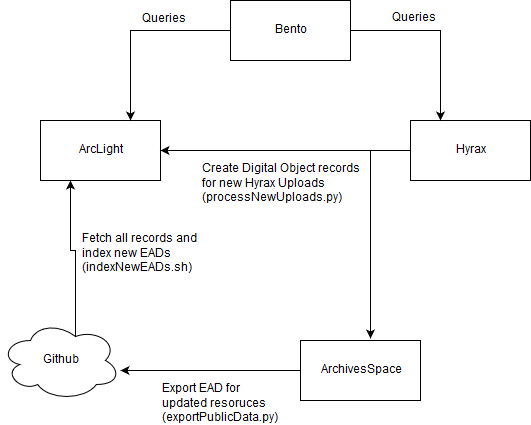 Queries
Bento
Queries
ArcLight
Hyrax
Create Digital Object records
for new Hyrax Uploads
(processNewUploads.py)
Fetch all records and
index new EADs
(indexNewEADs.sh)
Github
ArchivesSpace
Export EAD for
updated resoruces
(exportPublicData.py)